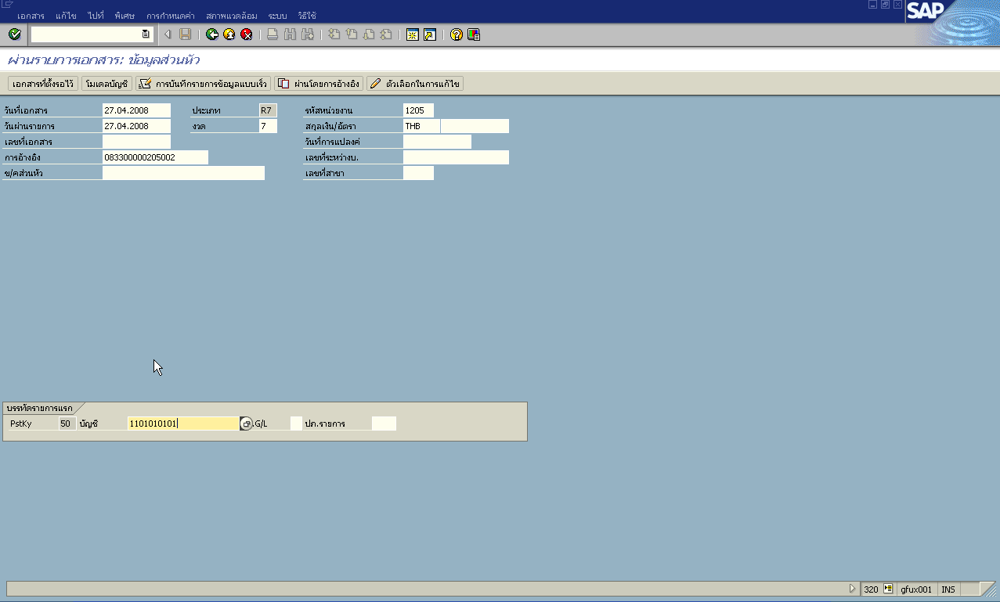 เอกสาร แก้ไข ไปที่ พิเศษ การกำหนดค่า สภาพแวดล้อม ระบบ วิธีใช้
SAP
ผ่านรายการเอกสาร: ข้อมูลส่วนหัว
เอกสารที่ตั้งรอไว้ โมเดลบัญชี การบันทึกรายการข้อมูลแบบเร็ว ผ่านโดยการอ้างอิง ตัวเลือกในการแก้ไข
วันที่เอกสาร 27.04.2008 ประเภท R7 รหัสหน่วยงาน 1205
วันผ่านรายการ 27.04.2008 งวด 7 สกุลเงิน/อัตรา THB
เลขที่เอกสาร วันที่การแปลงค่
การอ้างอิง 083300000205002 เลขที่ระหว่างบ.
ข/คส่วนหัว เลขที่สาขา
บรรทัดรายการแรก
PstKy 50 บัญชี 1101010101 .G/L ปภ.รายการ
320 gfux001 INS